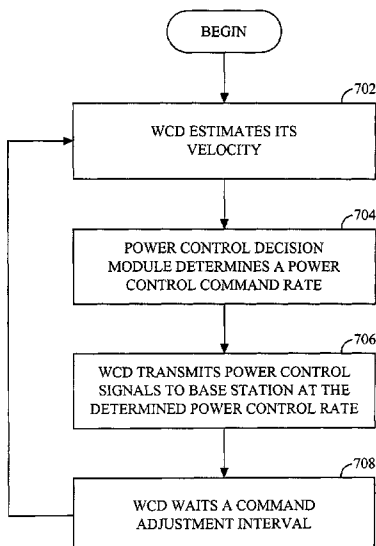 BEGIN
702
WCD ESTIMATES ITS
VELOCITY
704
POWER CONTROL DECISION
MODULE DETERMINES A POWER
CONTROL COMMAND RATE
706
WCD TRANSMITS POWER CONTROL
SIGNALS TO BASE STATION AT THE
DETERMINED POWER CONTROL RATE
708
WCD WAITS A COMMAND
ADJUSTMENT INTERVAL